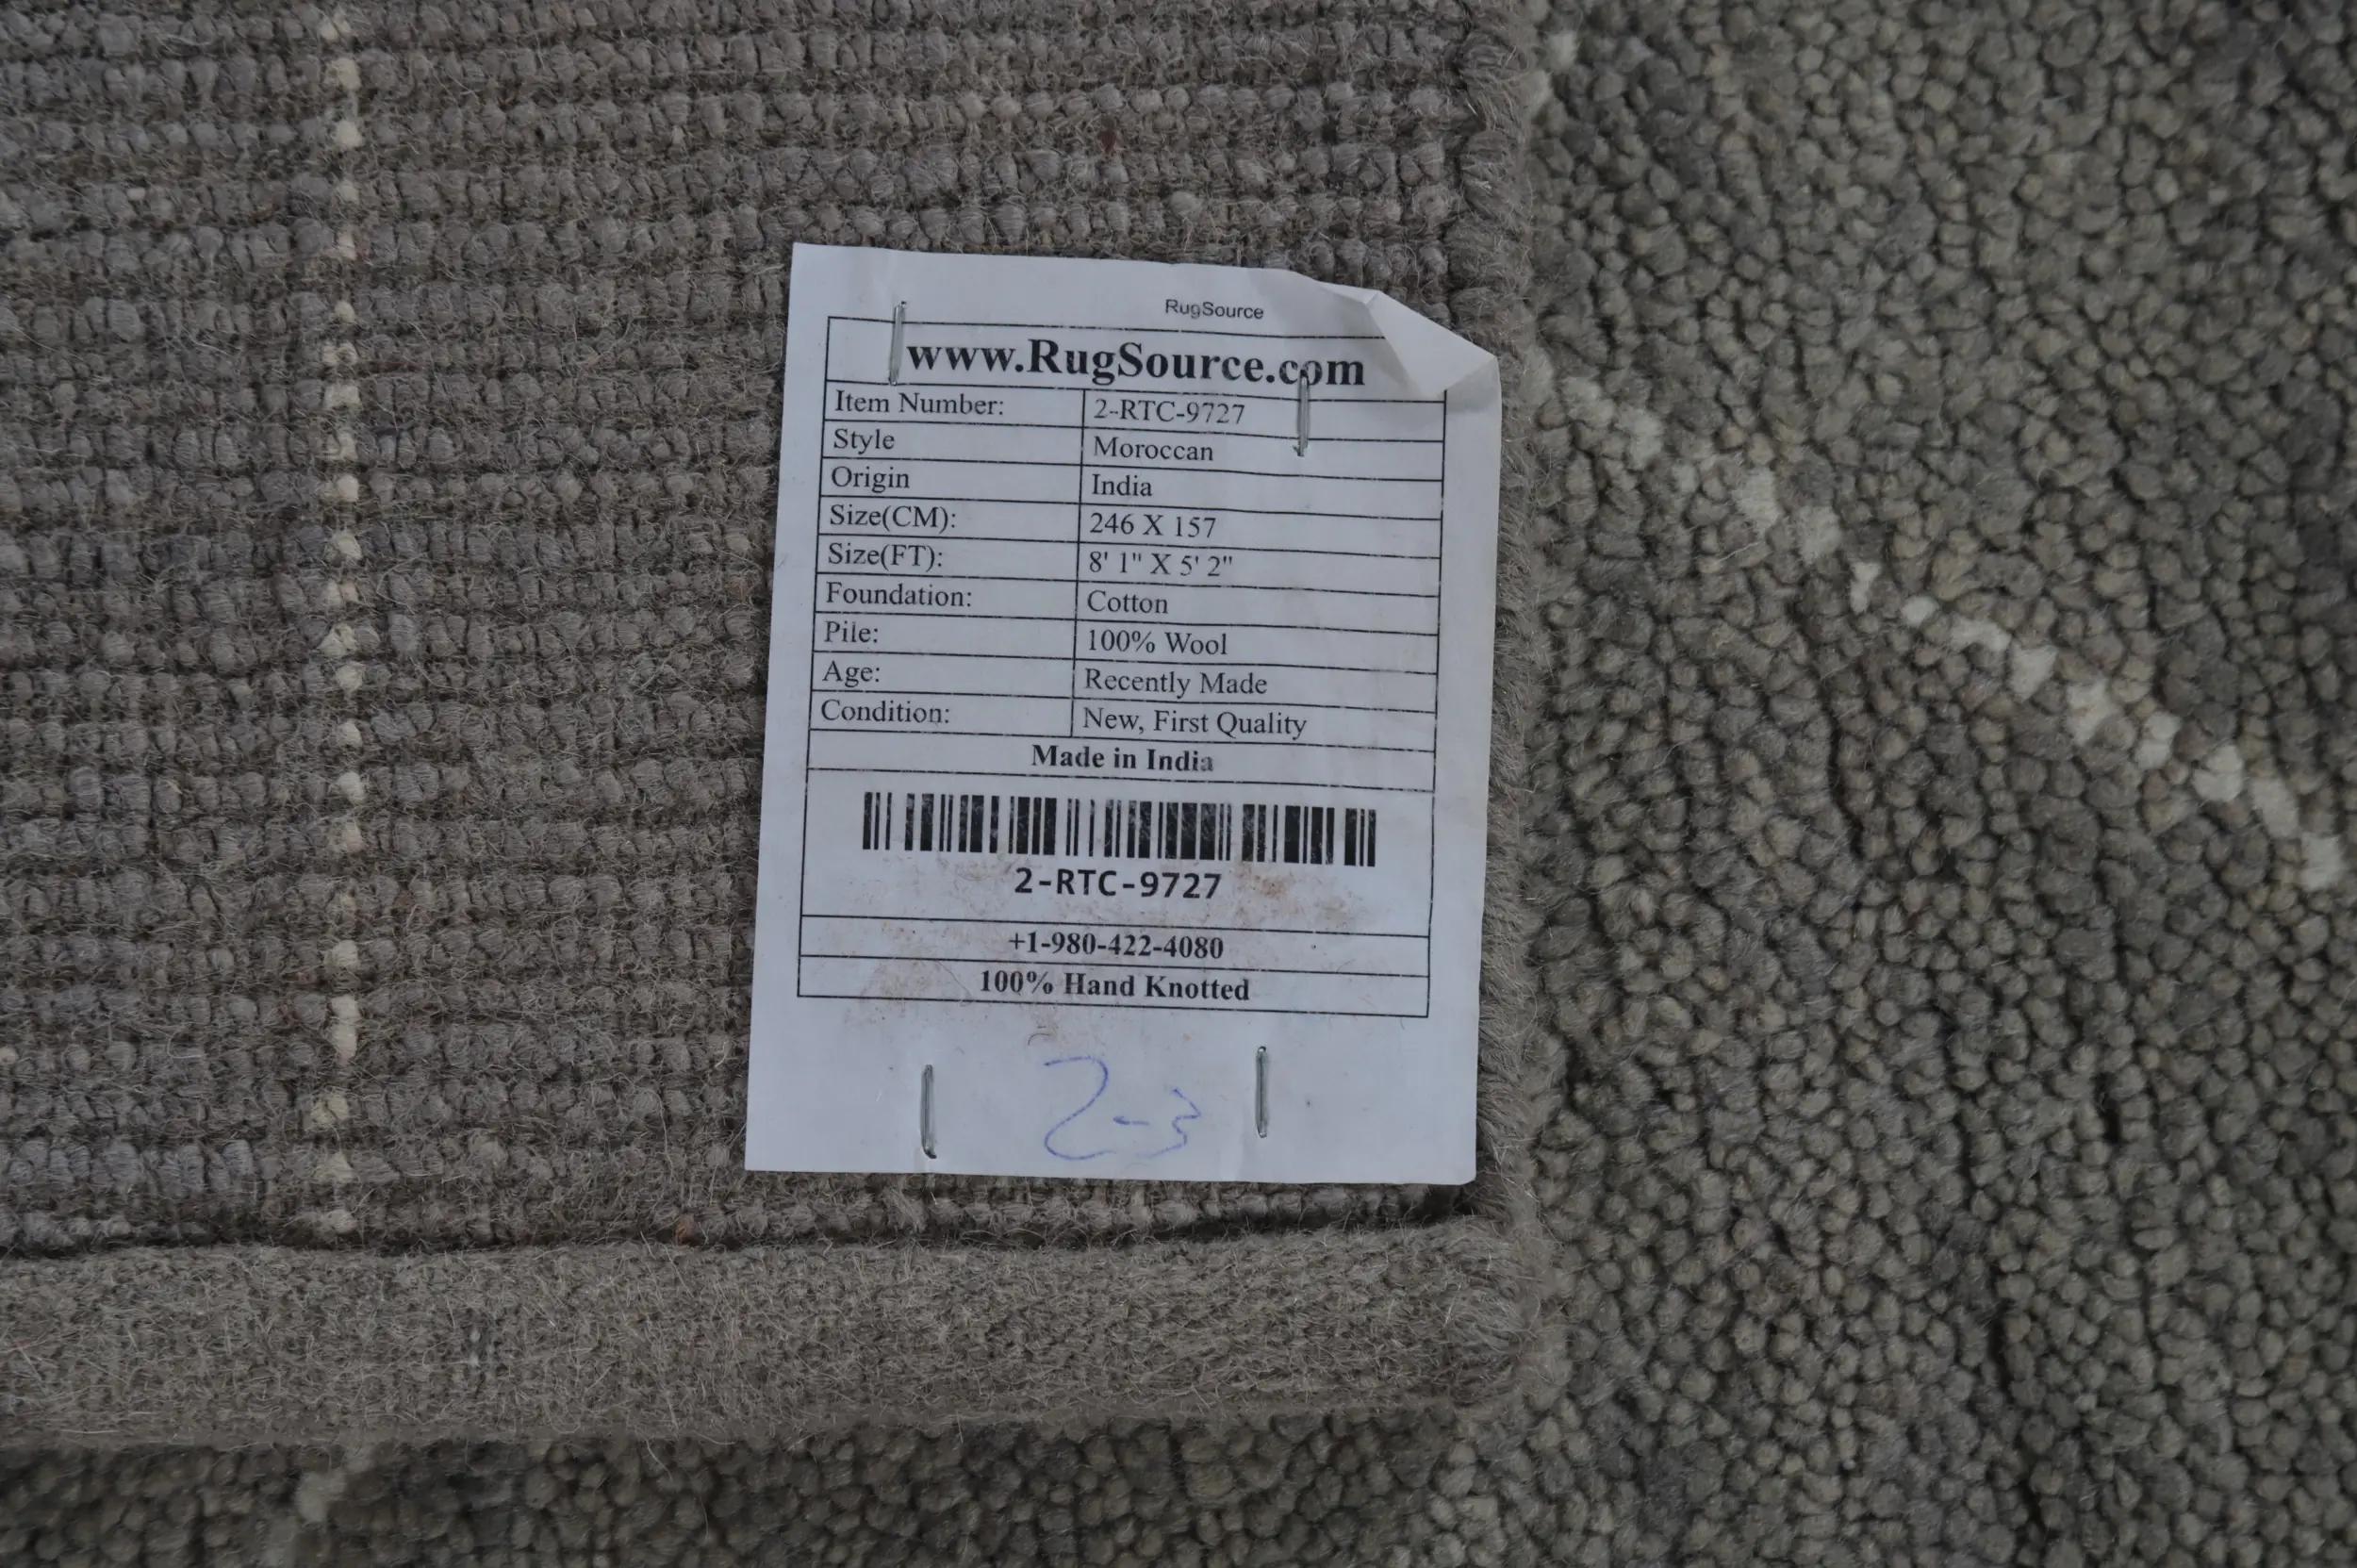 RugSource
www.RugSource.com
Item Number: 2-RTC-9727
Style Moroccan
Origin India
Size(CM): 246 X 157
Size(FT): 8' 1" X 5' 2"
Foundation: Cotton
Pile: 100% Wool
Age: Recently Made
Condition: New, First Quality
Made in India
2-RTC-9727
+1-980-422-4080
100% Hand Knotted
2-3